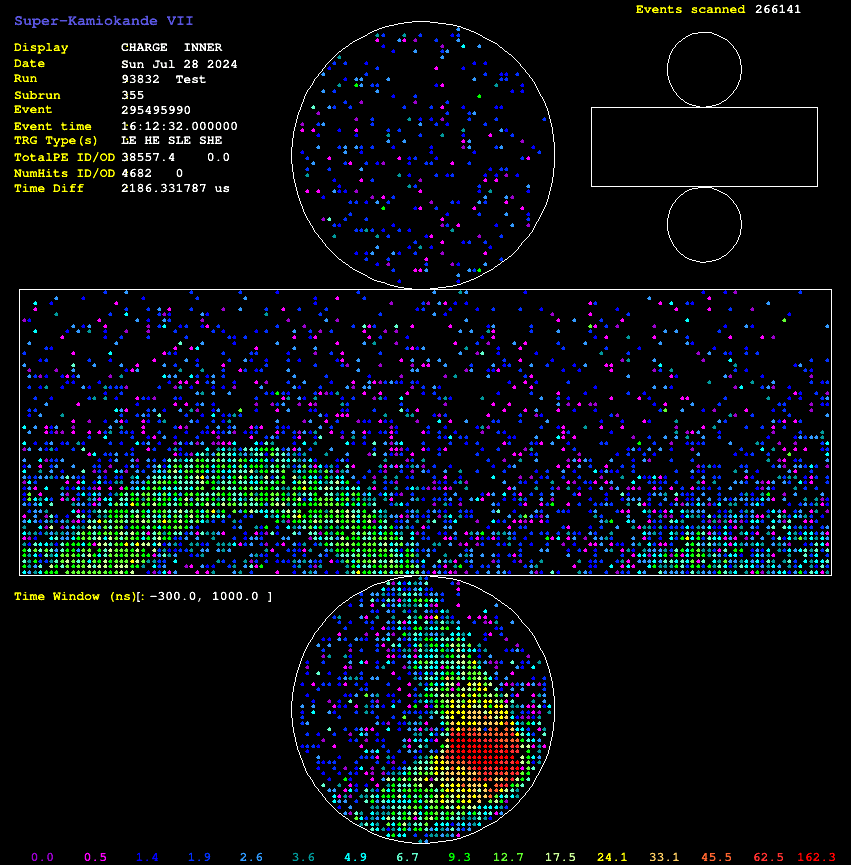 Super-Kamiokande VII
Events scanned 266141
Display CHARGE INNER
Date Sun Jul 28 2024
Run 93832 Test
Subrun 355
Event 295495990
Event time 16:12:32.000000
TRG Type(s) LE HE SLE SHE
TotalPE ID/OD 38557.4 0.0
NumHits ID/OD 4682 0
Time Diff 2186.331787 us
Time Window (ns)[: -300.0, 1000.0 ]
0.0 0.5 1.4 1.9 2.6 3.6 4.9 6.7 9.3 12.7 17.5 24.1 33.1 45.5 62.5 162.3